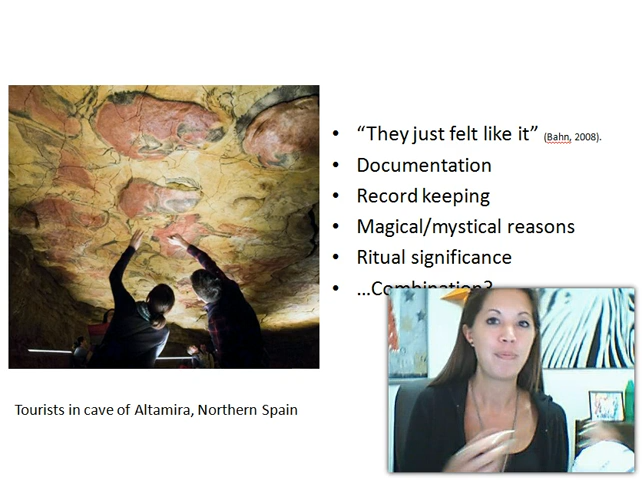 • “They just felt like it” (Bahn, 2008).
• Documentation
• Record keeping
• Magical/mystical reasons
• Ritual significance
• …Combination?
Tourists in cave of Altamira, Northern Spain